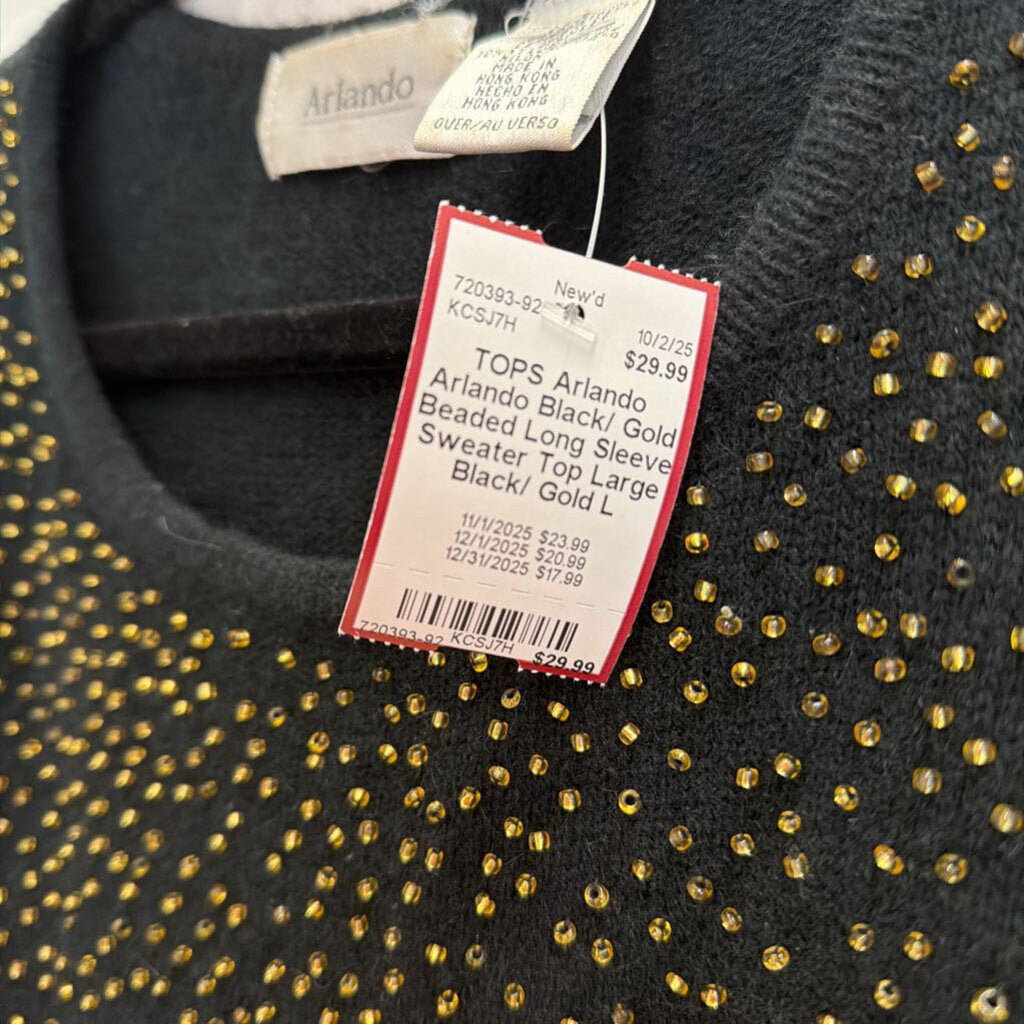 Arlando
MADE IN
HONG KONG
HECHO EN
HONG KONG
OVER/AU VERSO
New'd
720393-92
KCSJ7H
10/2/25
$29.99
TOPS Arlando
Arlando Black/ Gold
Beaded Long Sleeve
Sweater Top Large
Black/ Gold L
11/1/2025 $23.99
12/1/2025 $20.99
12/31/2025 $17.99
720393-92 KCSJ7H
$29.99